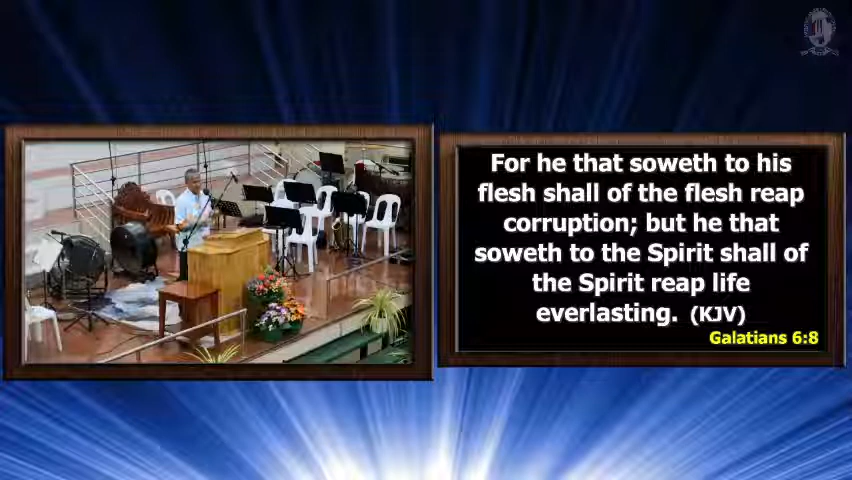 For he that soweth to his
flesh shall of the flesh reap
corruption; but he that
soweth to the Spirit shall of
the Spirit reap life
everlasting. (KJV)
Galatians 6:8